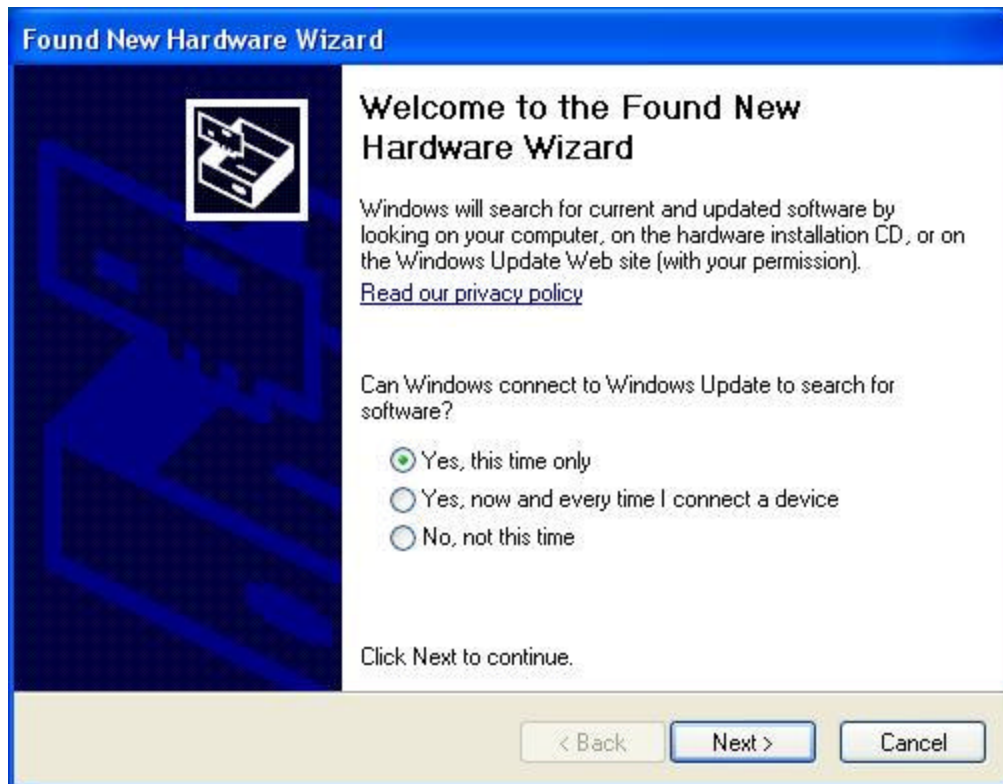 Found New Hardware Wizard
Welcome to the Found New
Hardware Wizard
Windows will search for current and updated software by
looking on your computer, on the hardware installation CD, or on
the Windows Update Web site (with your permission).
Read our privacy policy
Can Windows connect to Windows Update to search for
software?
Yes, this time only
Yes, now and every time I connect a device
No, not this time
Click Next to continue.
< Back
Next >
Cancel